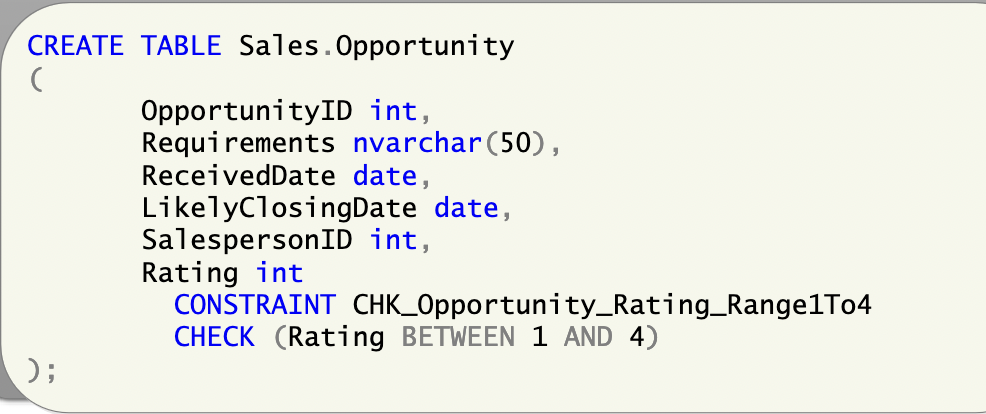 CREATE TABLE Sales.Opportunity
(
OpportunityID int,
Requirements nvarchar(50),
ReceivedDate date,
LikelyClosingDate date,
SalespersonID int,
Rating int
CONSTRAINT CHK_Opportunity_Rating_Range1To4
CHECK (Rating BETWEEN 1 AND 4)
);